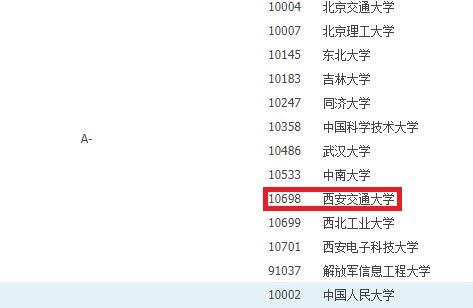 10004 北京交通大学
10007 北京理工大学
10145 东北大学
10183 吉林大学
10247 同济大学
10358 中国科学技术大学
A-
10486 武汉大学
10533 中南大学
10698 西安交通大学
10699 西北工业大学
10701 西安电子科技大学
91037 解放军信息工程大学
10002 中国人民大学